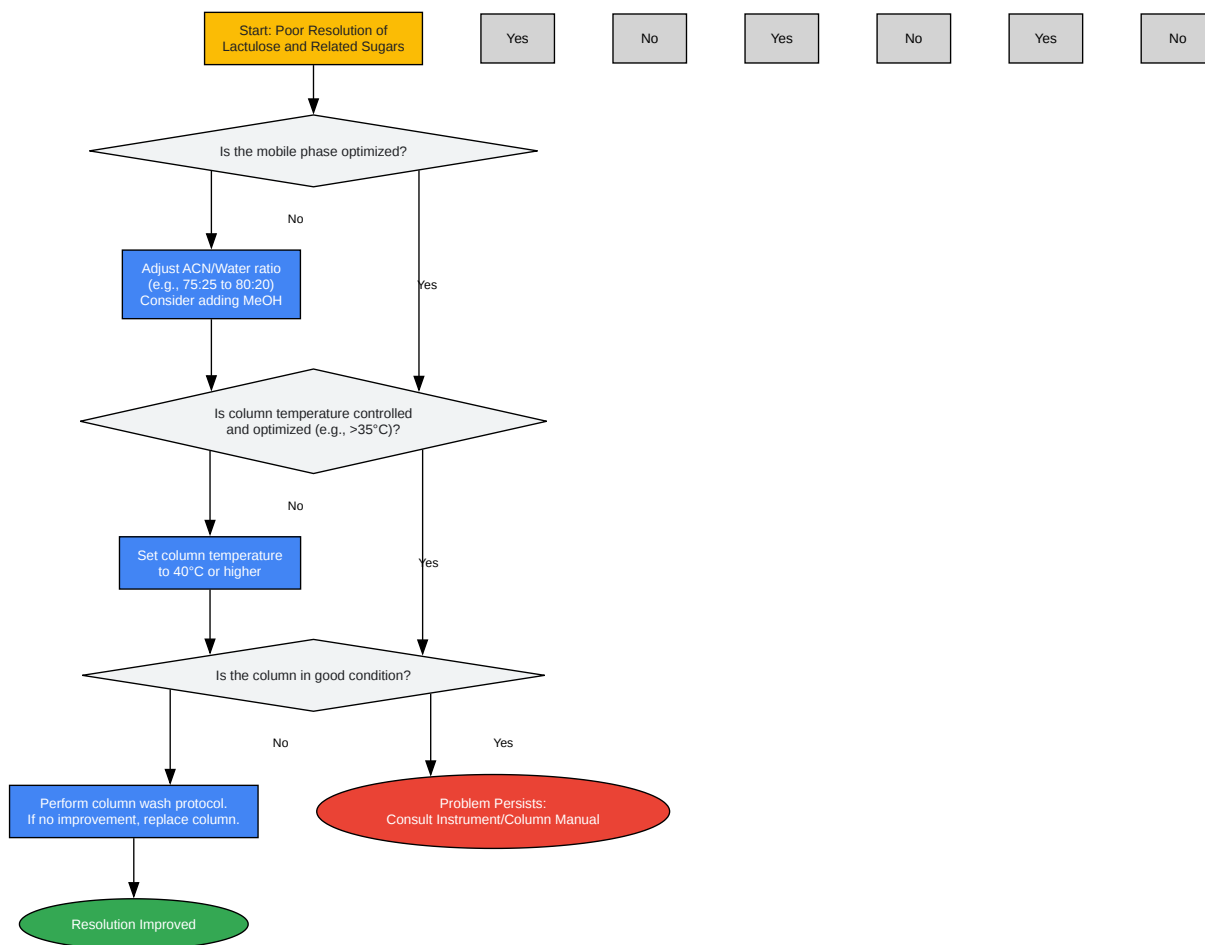 Start: Poor Resolution of
Lactulose and Related Sugars
Yes
No
Yes
No
Yes
No
Is the mobile phase optimized?
No
Adjust ACN/Water ratio
(e.g., 75:25 to 80:20)
Consider adding MeOH
Yes
Is column temperature controlled
and optimized (e.g., >35°C)?
No
Set column temperature
to 40°C or higher
Yes
Is the column in good condition?
No
Yes
Perform column wash protocol.
If no improvement, replace column.
Problem Persists:
Consult Instrument/Column Manual
Resolution Improved